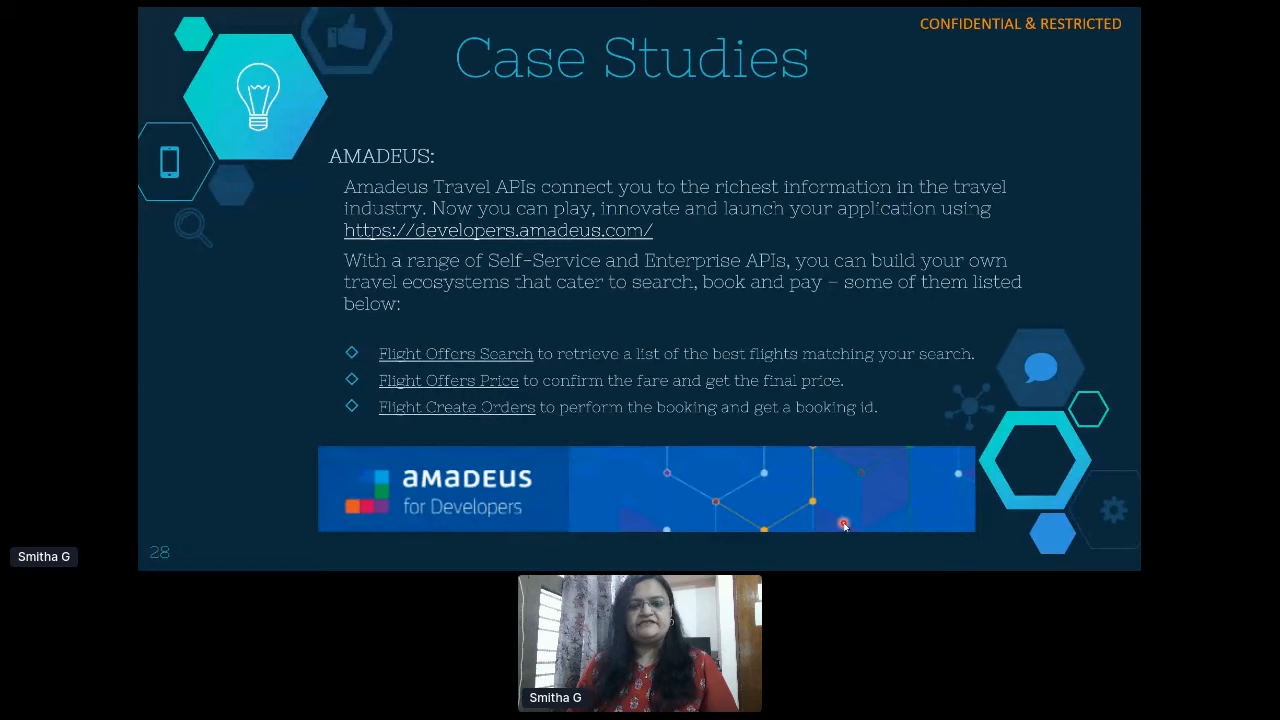 CONFIDENTIAL & RESTRICTED
Case Studies
AMADEUS:
Amadeus Travel APIs connect you to the richest information in the travel
industry. Now you can play, innovate and launch your application using
https://developers.amadeus.com/
With a range of Self-Service and Enterprise APIs, you can build your own
travel ecosystems that cater to search, book and pay – some of them listed
below:
Flight Offers Search to retrieve a list of the best flights matching your search.
Flight Offers Price to confirm the fare and get the final price.
Flight Create Orders to perform the booking and get a booking id.
amadeus
for Developers
28
Smitha G
Smitha G